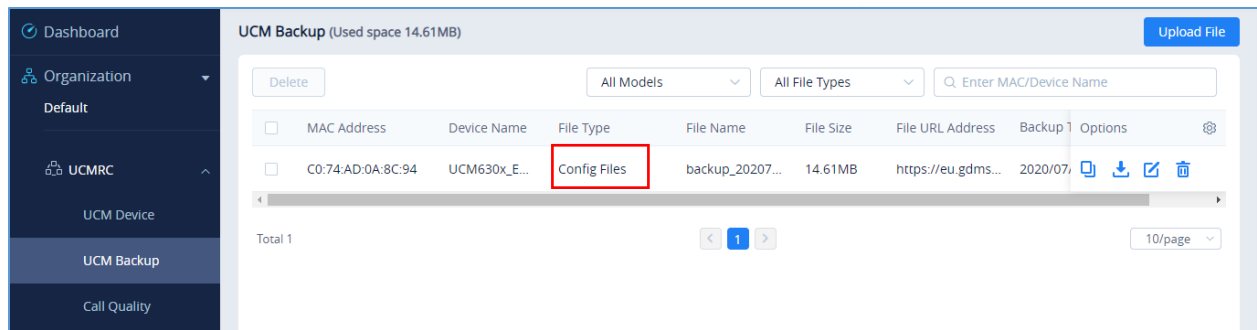 Dashboard
Organization
Default
UCMRC
UCM Device
UCM Backup
Call Quality
UCM Backup (Used space 14.61MB)
Upload File
Delete
All Models
All File Types
Enter MAC/Device Name
MAC Address Device Name File Type File Name File Size File URL Address Backup T Options
C0:74:AD:0A:8C:94 UCM630x_E... Config Files backup_20207... 14.61MB https://eu.gdms... 2020/07/
Total 1
1
10/page